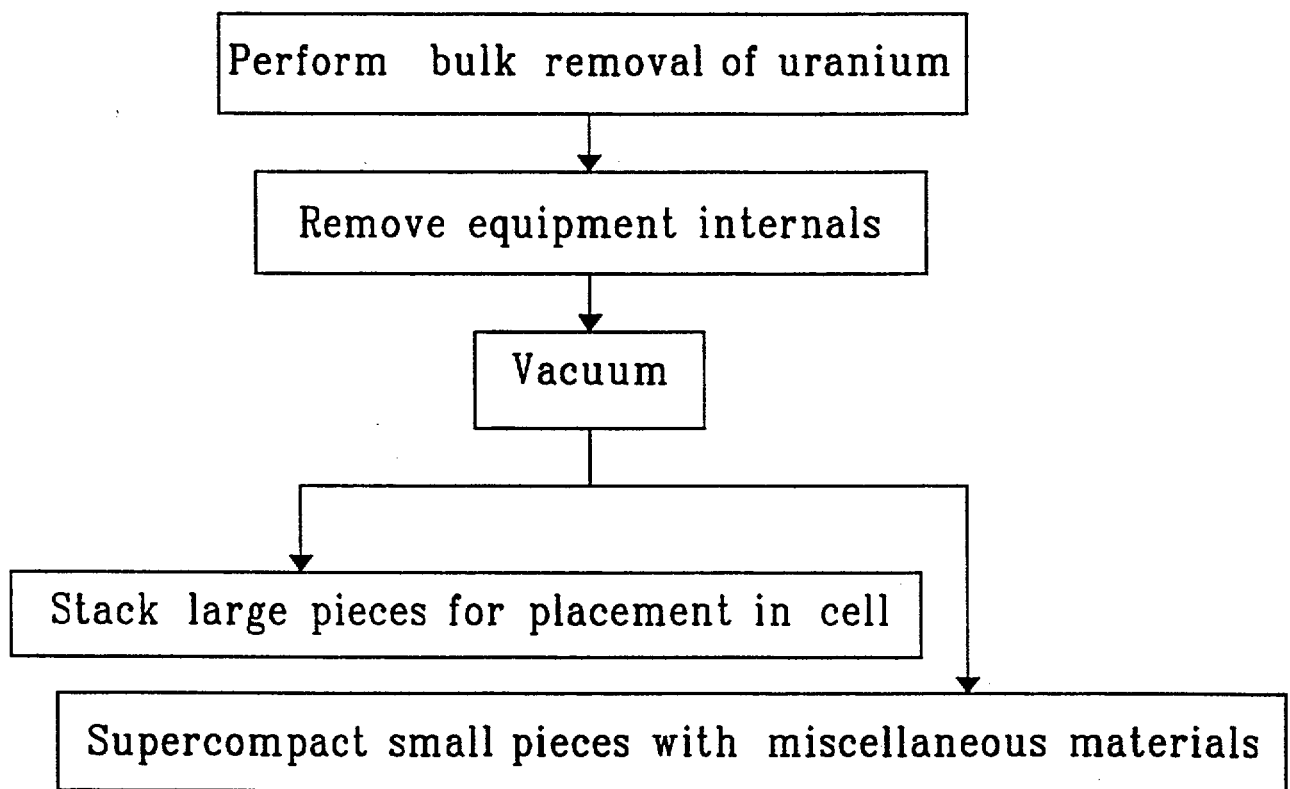 Perform bulk removal of uranium
Remove equipment internals
Vacuum
Stack large pieces for placement in cell
Supercompact small pieces with miscellaneous materials